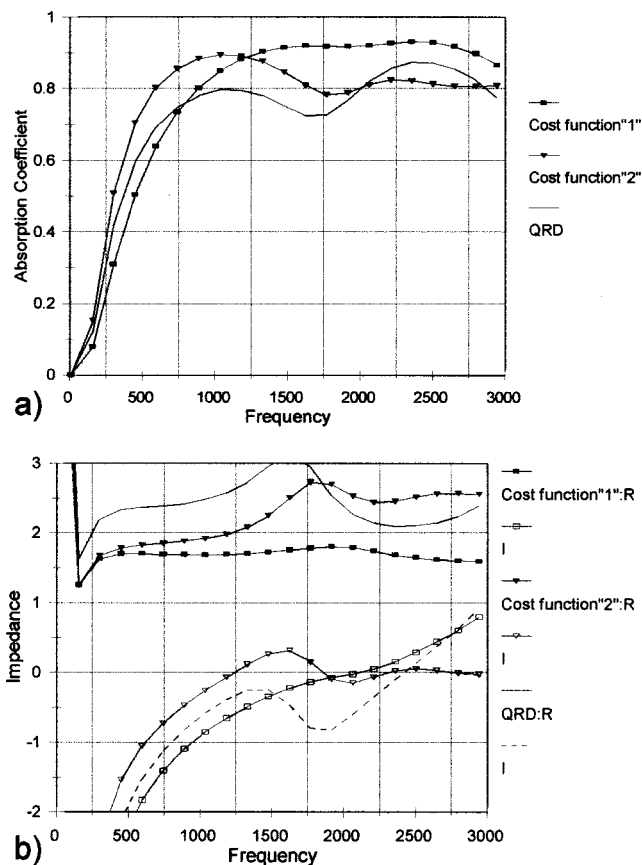 1
0.8
0.6
0.4
0.2
0
Absorption Coefficient
500
1000
1500
2000
2500
3000
Frequency
a)
Cost function"1"
Cost function"2"
QRD
3
2
1
0
-1
-2
Impedance
0
500
1000
1500
2000
2500
3000
Frequency
b)
Cost function"1":R
I
Cost function"2":R
I
QRD:R
I